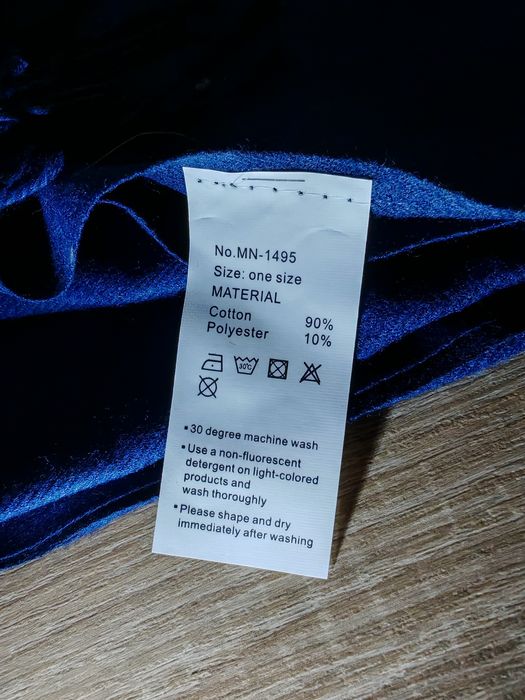 No.MN-1495
Size: one size
MATERIAL
Cotton 90%
Polyester 10%
30°C
▪30 degree machine wash
▪Use a non-fluorescent
detergent on light-colored
products and
wash thoroughly
▪Please shape and dry
immediately after washing